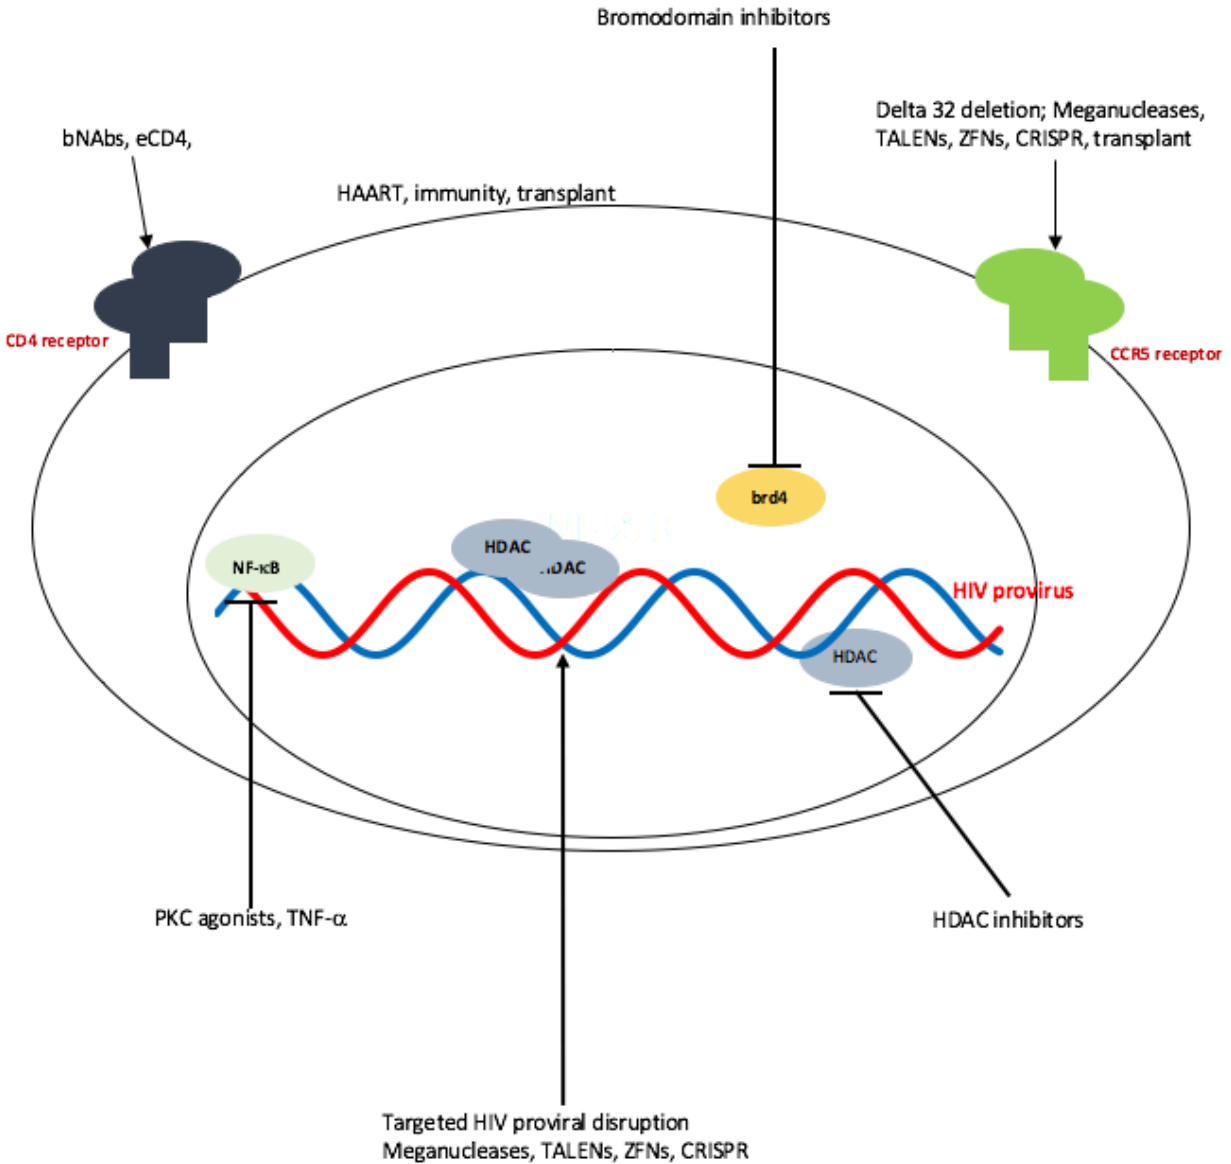 Bromodomain inhibitors
Delta 32 deletion; Meganucleases,
TALENs, ZFNs, CRISPR, transplant
bNAbs, eCD4,
HAART, immunity, transplant
CD4 receptor
CCR5 receptor
brd4
HDAC
NF-κB
HIV provirus
HDAC
PKC agonists, TNF-α
HDAC inhibitors
Targeted HIV proviral disruption
Meganucleases, TALENs, ZFNs, CRISPR